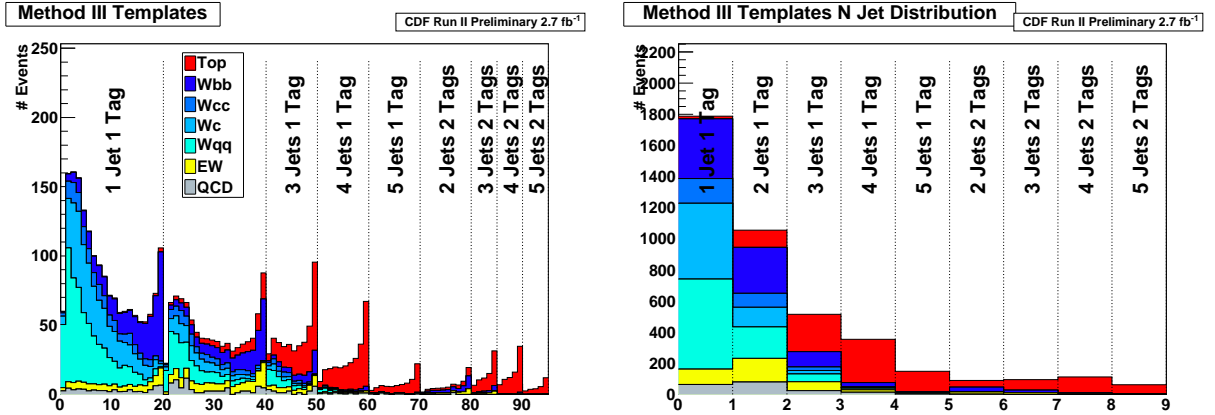 Method III Templates
CDF Run II Preliminary 2.7 fb-1
# Events
250
200
150
100
50
0
0 10 20 30 40 50 60 70 80 90
Top
Wbb
Wcc
Wc
Wqq
EW
QCD
1 Jet 1 Tag
3 Jets 1 Tag
4 Jets 1 Tag
5 Jets 1 Tag
2 Jets 2 Tags
3 Jets 2 Tags
4 Jets 2 Tags
5 Jets 2 Tags
Method III Templates N Jet Distribution
CDF Run II Preliminary 2.7 fb-1
# Events
2200
2000
1800
1600
1400
1200
1000
800
600
400
200
0
0 1 2 3 4 5 6 7 8 9
1 Jet 1 Tag
2 Jets 1 Tag
3 Jets 1 Tag
4 Jets 1 Tag
5 Jets 1 Tag
2 Jets 2 Tags
3 Jets 2 Tags
4 Jets 2 Tags
5 Jets 2 Tags